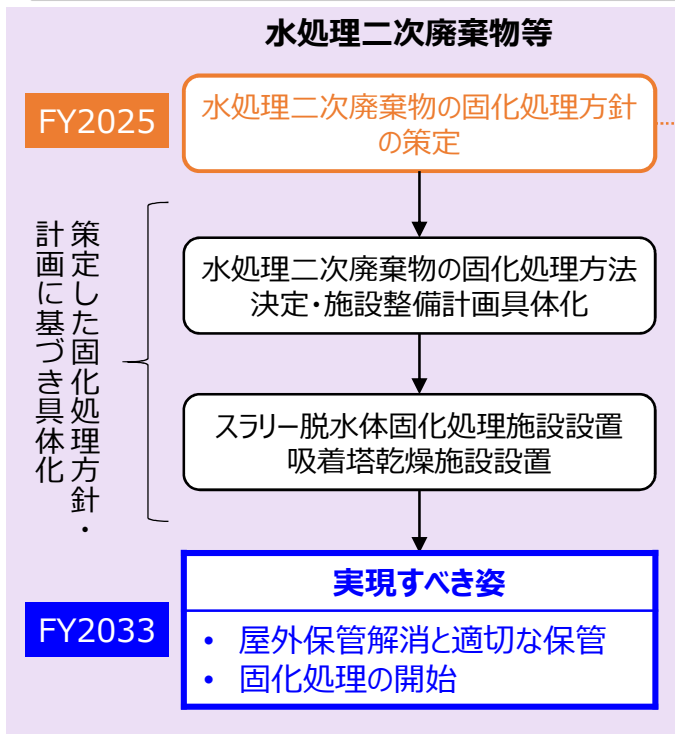 水処理二次廃棄物等
FY2025
水処理二次廃棄物の固化処理方針
の策定
策定した固化処理方針・
計画に基づき具体化
水処理二次廃棄物の固化処理方法
決定・施設整備計画具体化
スラリー脱水体固化処理施設設置
吸着塔乾燥施設設置
FY2033
実現すべき姿
• 屋外保管解消と適切な保管
• 固化処理の開始